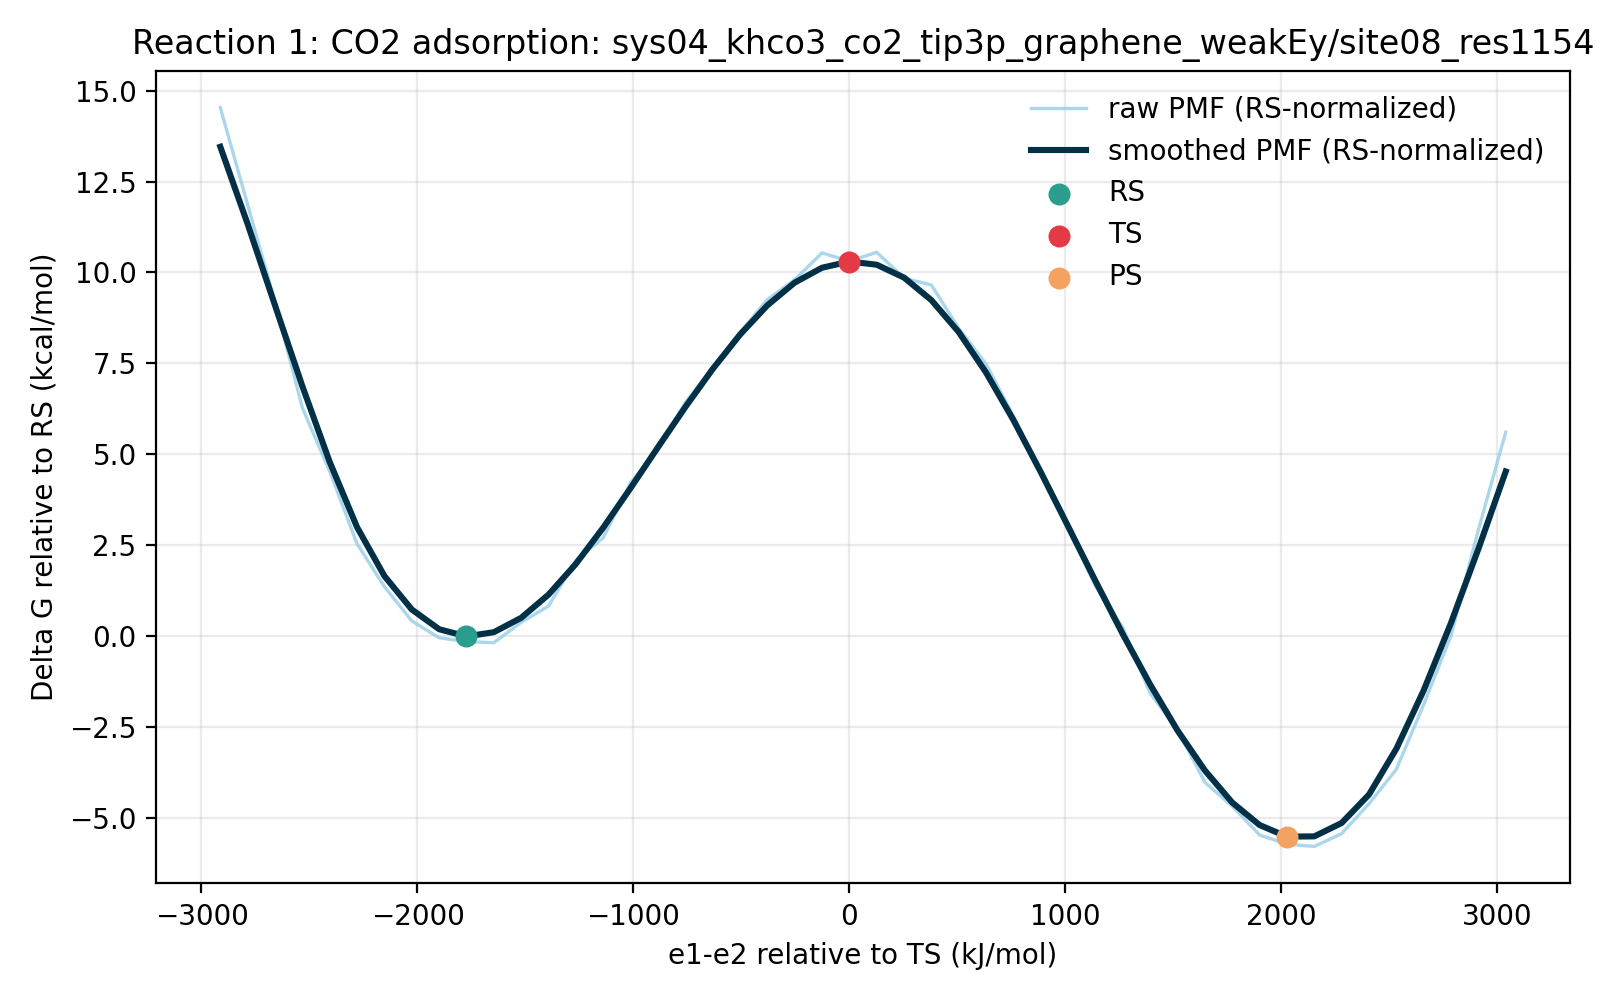 Reaction 1: CO2 adsorption: sys04_khco3_co2_tip3p_graphene_weakEy/site08_res1154
15.0
12.5
10.0
7.5
5.0
2.5
0.0
−2.5
−5.0
Delta G relative to RS (kcal/mol)
raw PMF (RS-normalized)
smoothed PMF (RS-normalized)
RS
TS
PS
−3000
−2000
−1000
0
1000
2000
3000
e1-e2 relative to TS (kJ/mol)